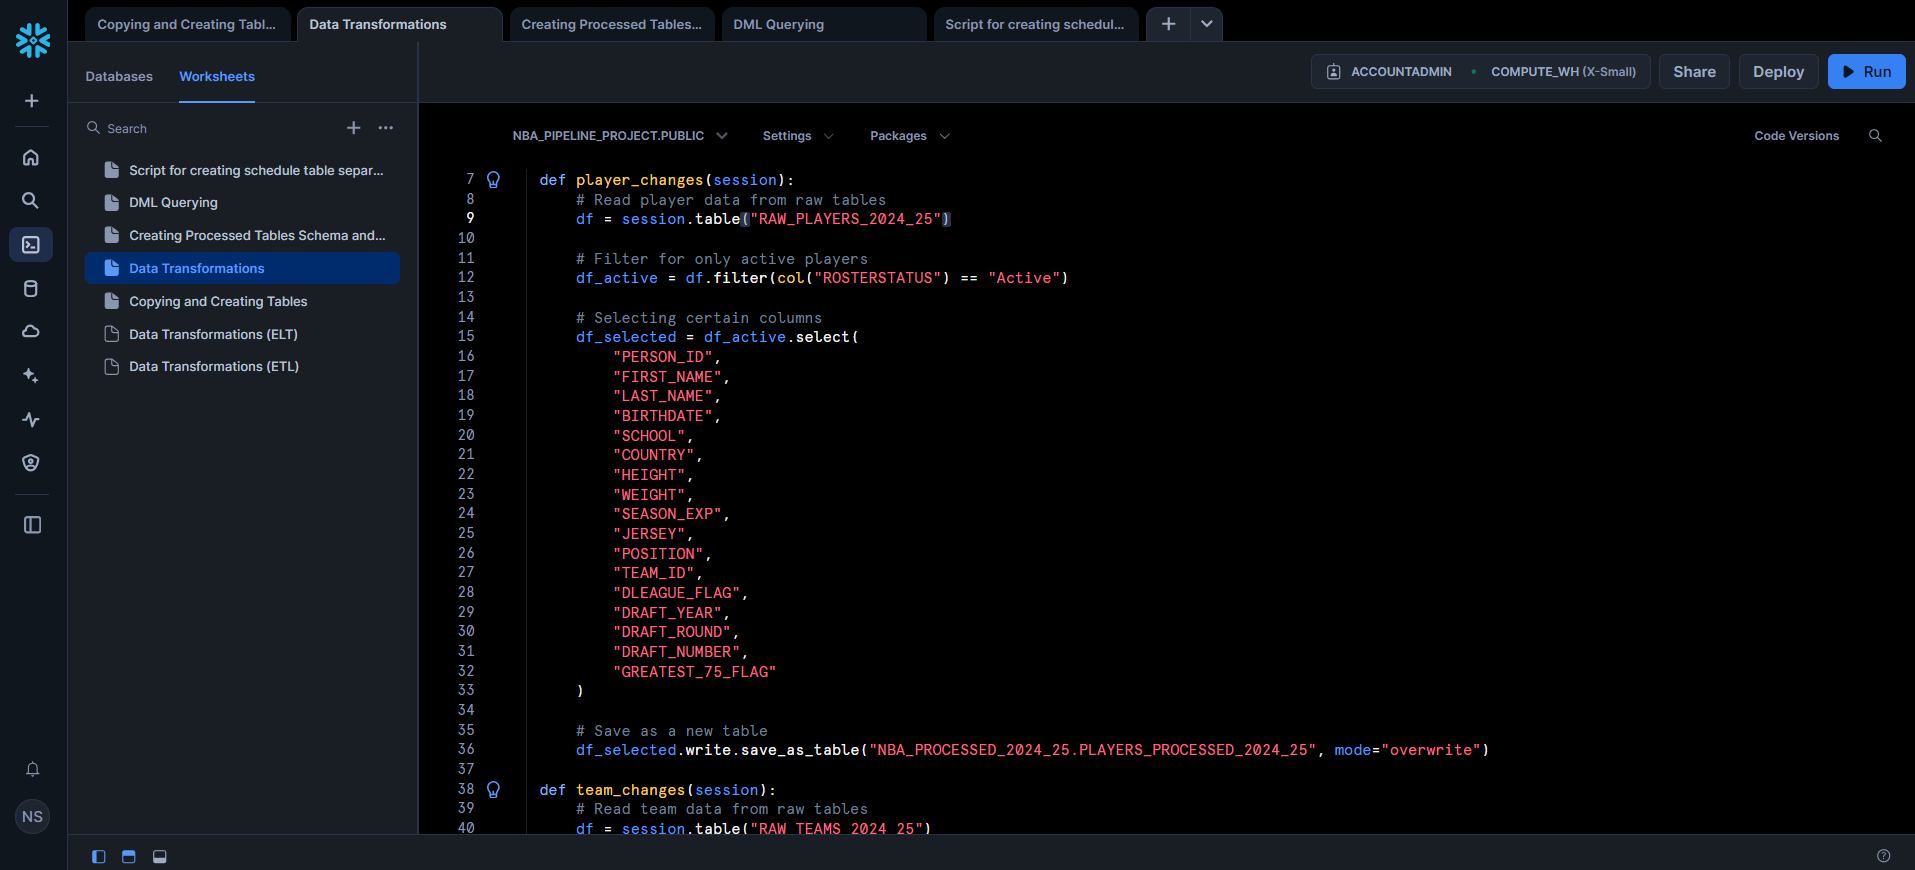 Copying and Creating Tabl...
Data Transformations
Creating Processed Tables...
DML Querying
Script for creating schedul...
Databases
Worksheets
ACCOUNTADMIN
COMPUTE_WH (X-Small)
Share
Deploy
Run
Search
NBA_PIPELINE_PROJECT.PUBLIC
Settings
Packages
Code Versions
Script for creating schedule table separ...
DML Querying
Creating Processed Tables Schema and...
Data Transformations
Copying and Creating Tables
Data Transformations (ELT)
Data Transformations (ETL)
NS
7 def player_changes(session):
8 # Read player data from raw tables
9 df = session.table("RAW_PLAYERS_2024_25")
10
11 # Filter for only active players
12 df_active = df.filter(col("ROSTERSTATUS") == "Active")
13
14 # Selecting certain columns
15 df_selected = df_active.select(
16 "PERSON_ID",
17 "FIRST_NAME",
18 "LAST_NAME",
19 "BIRTHDATE",
20 "SCHOOL",
21 "COUNTRY",
22 "HEIGHT",
23 "WEIGHT",
24 "SEASON_EXP",
25 "JERSEY",
26 "POSITION",
27 "TEAM_ID",
28 "DLEAGUE_FLAG",
29 "DRAFT_YEAR",
30 "DRAFT_ROUND",
31 "DRAFT_NUMBER",
32 "GREATEST_75_FLAG"
33 )
34
35 # Save as a new table
36 df_selected.write.save_as_table("NBA_PROCESSED_2024_25.PLAYERS_PROCESSED_2024_25", mode="overwrite")
37
38 def team_changes(session):
39 # Read team data from raw tables
40 df = session.table("RAW_TEAMS_2024_25")